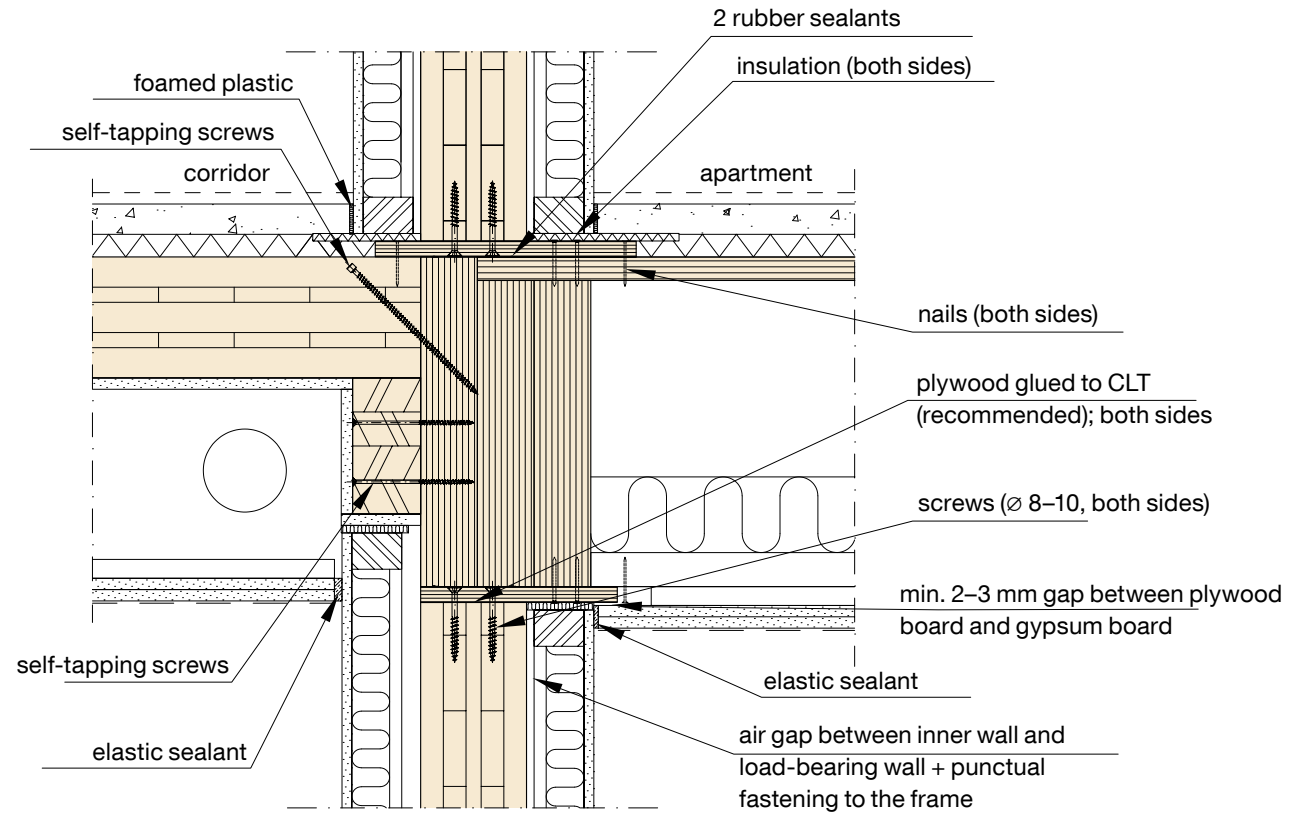 2 rubber sealants
insulation (both sides)
foamed plastic
self-tapping screws
corridor
apartment
nails (both sides)
plywood glued to CLT
(recommended); both sides
screws (⌀ 8–10, both sides)
min. 2–3 mm gap between plywood
board and gypsum board
self-tapping screws
elastic sealant
elastic sealant
air gap between inner wall and
load-bearing wall + punctual
fastening to the frame